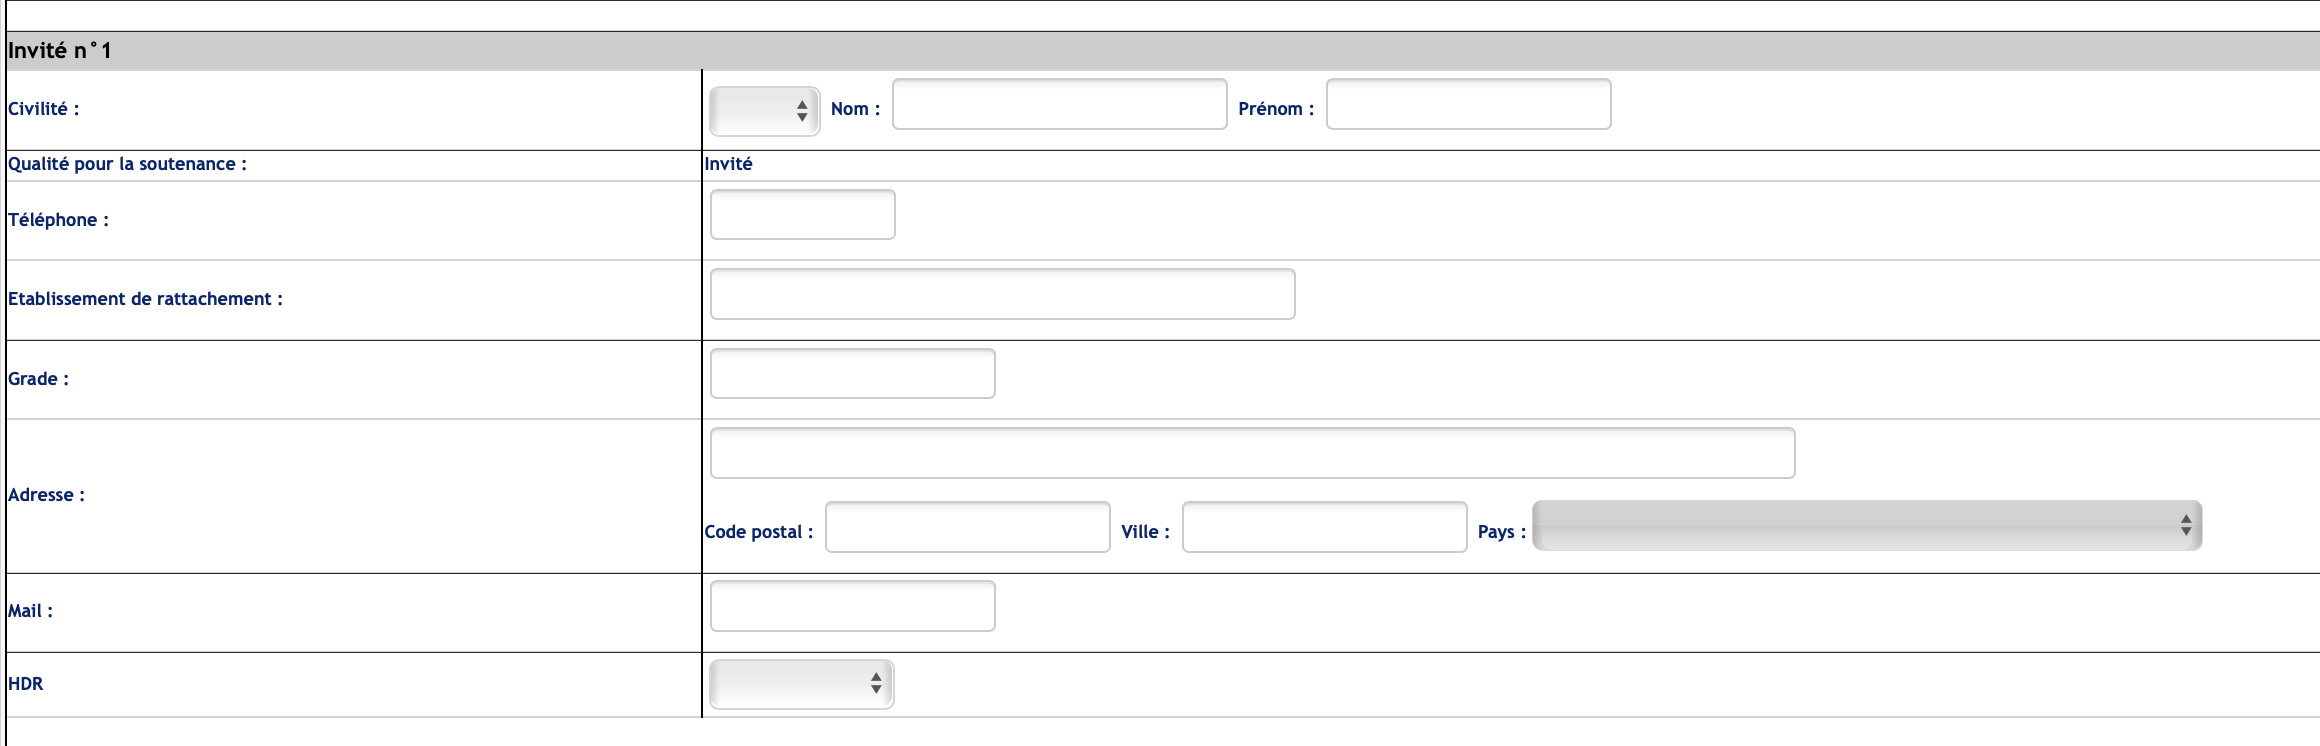 Invité n°1
Civilité : Nom : Prénom :
Qualité pour la soutenance : Invité
Téléphone :
Etablissement de rattachement :
Grade :
Adresse :
Code postal : Ville : Pays :
Mail :
HDR